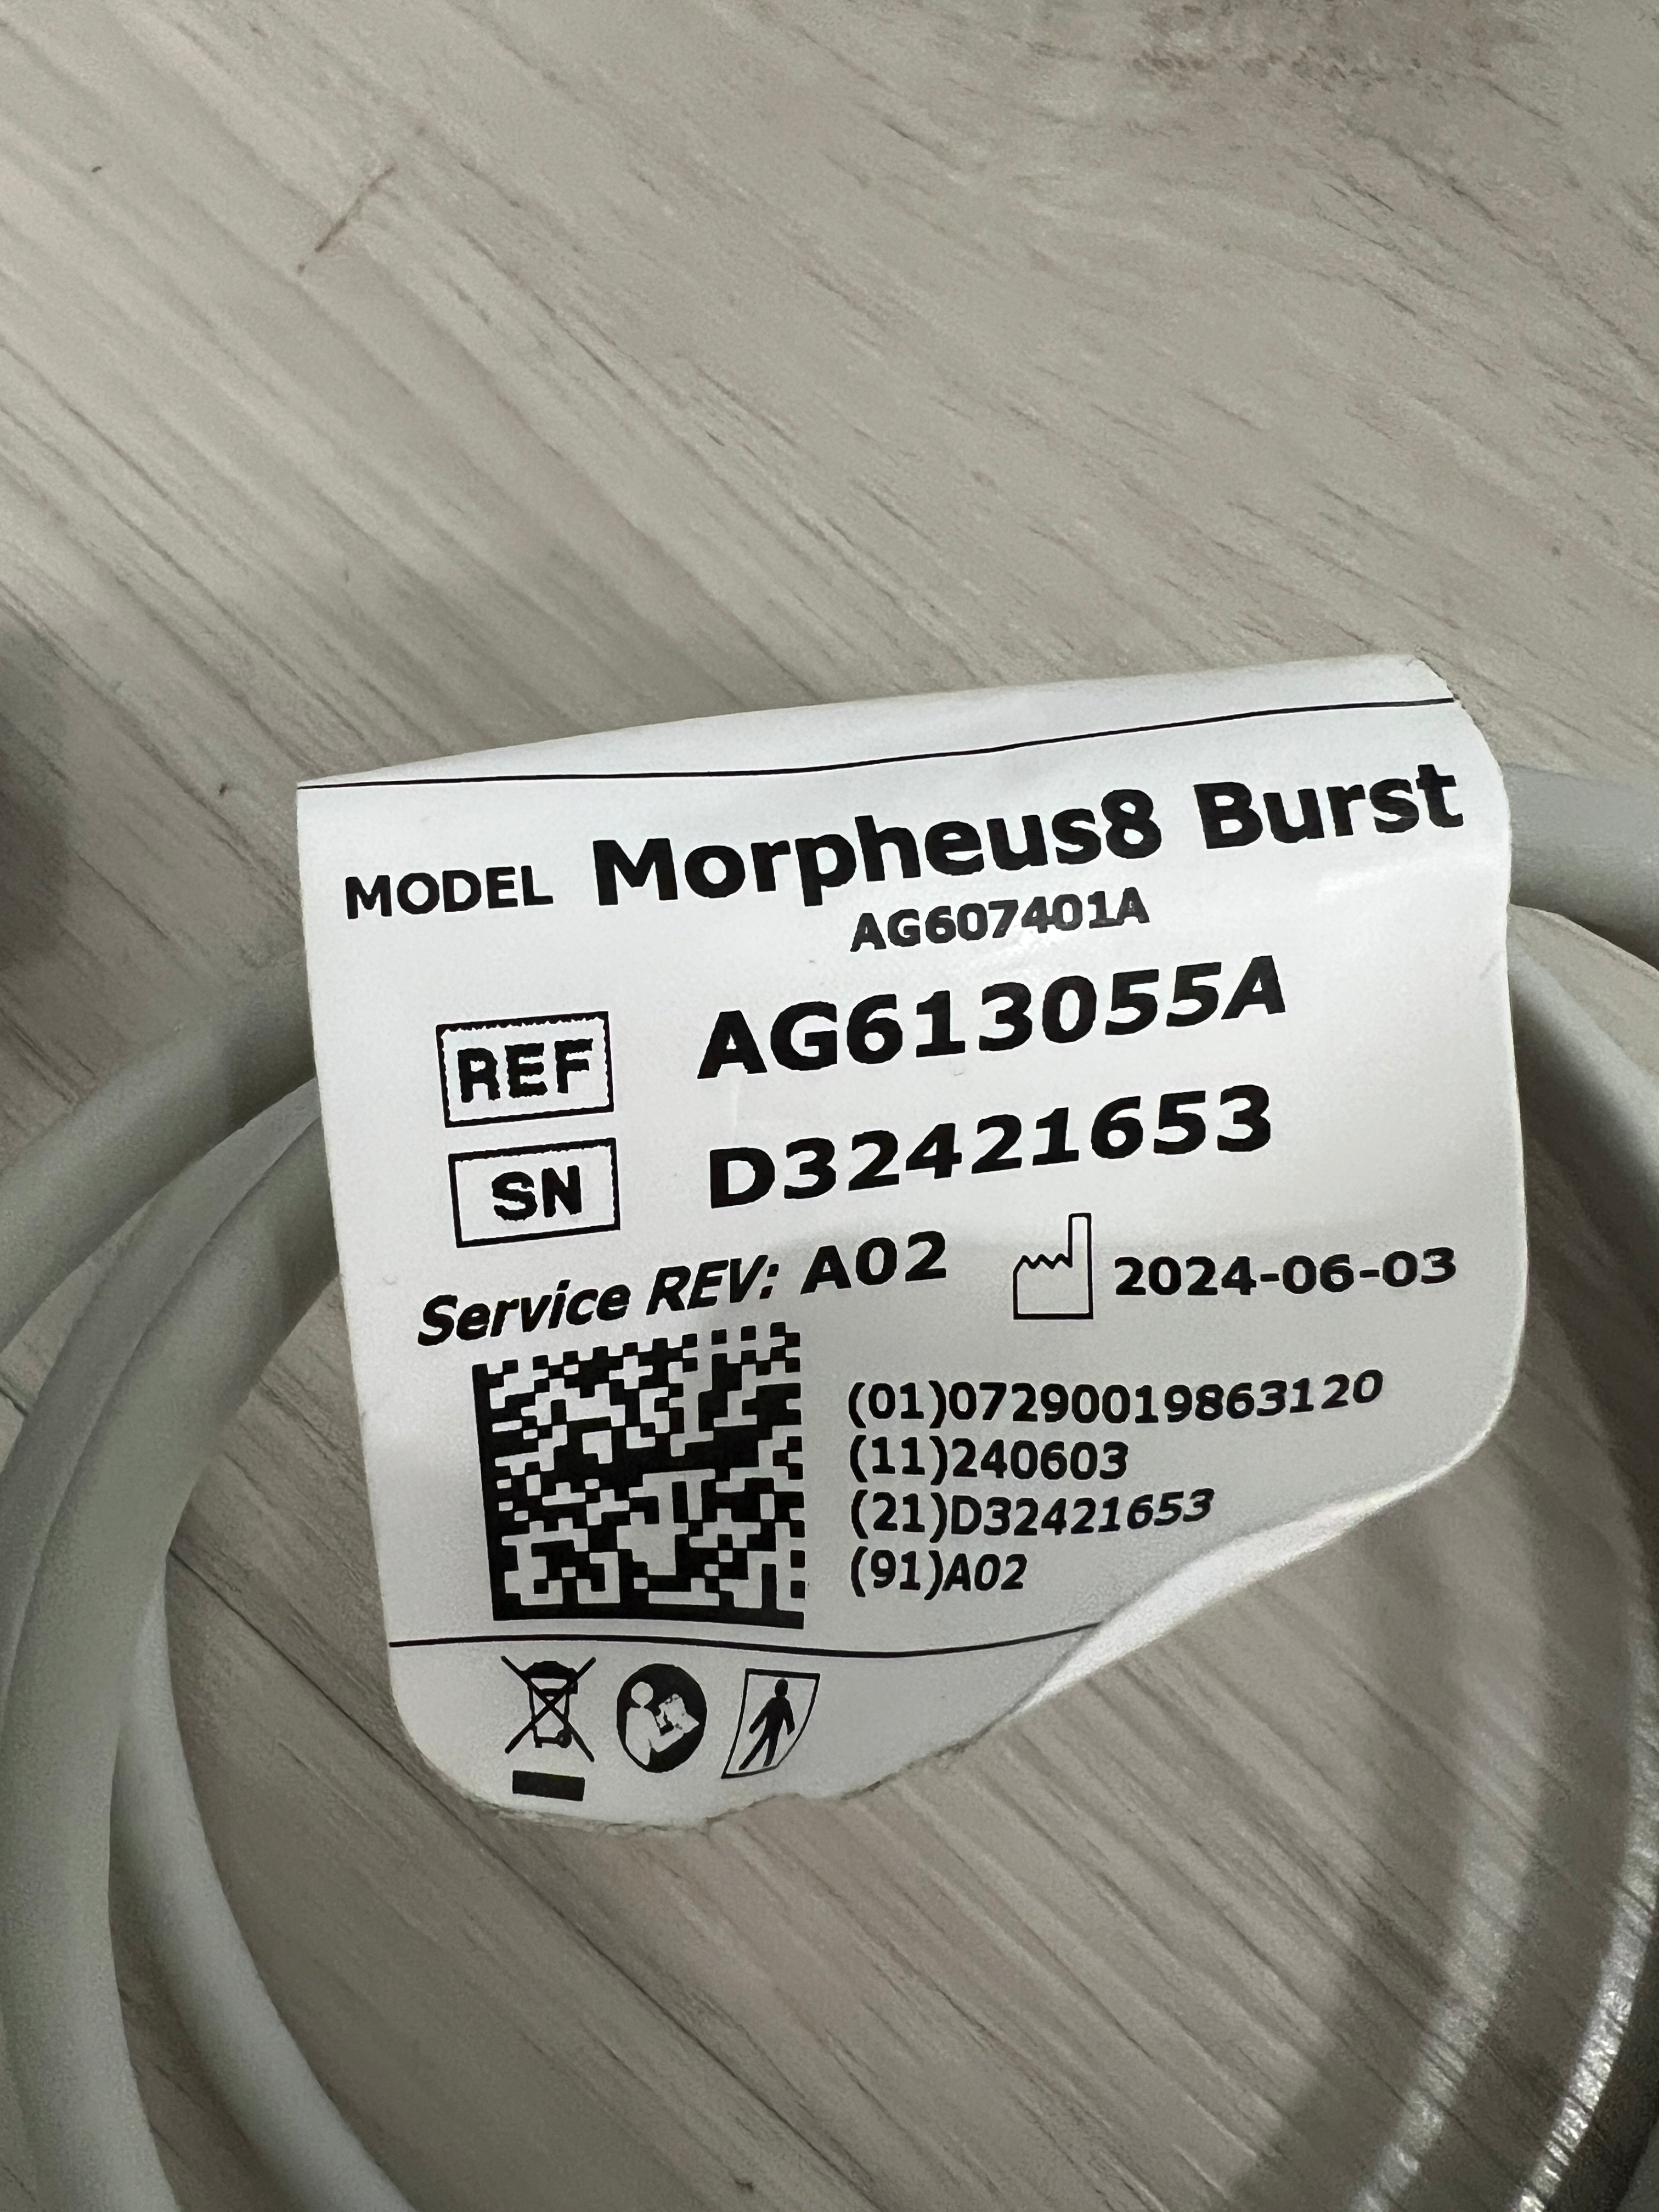 MODEL Morpheus8 Burst
AG607401A
REF AG613055A
SN D32421653
Service REV: A02 2024-06-03
(01)07290019863120
(11)240603
(21)D32421653
(91)A02